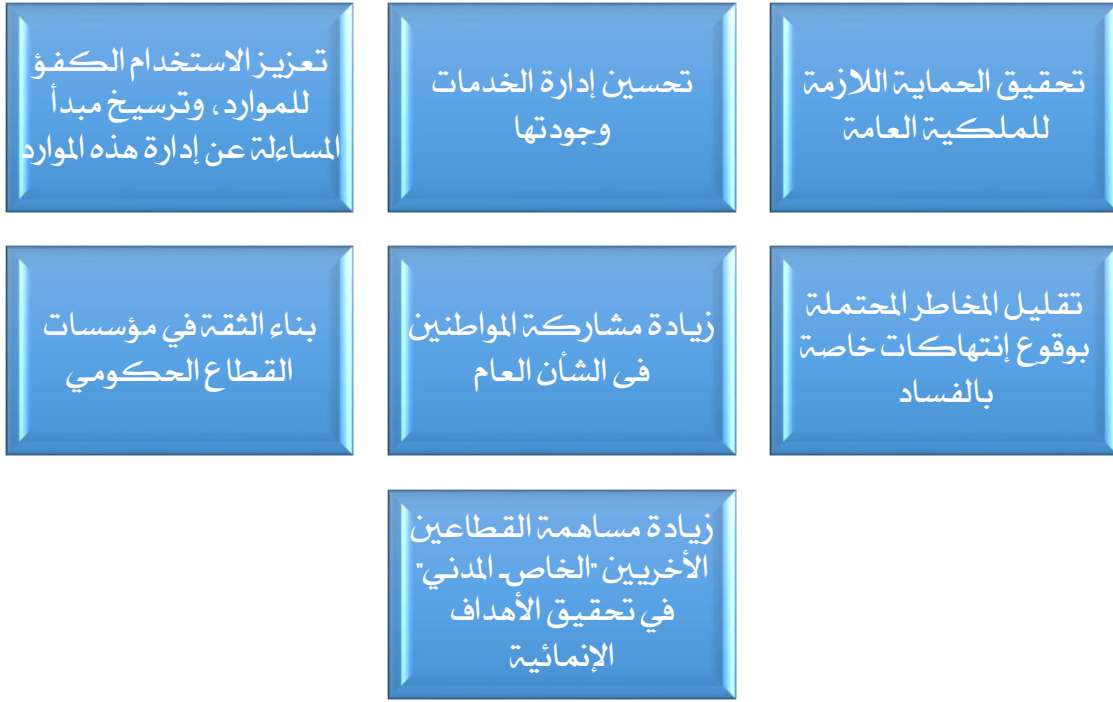 تحقيق الحماية اللازمة
للملكية العامة
تحسين إدارة الخدمات
وجودتها
تعزيز الاستخدام الكفؤ
للموارد، وترسيخ مبدأ
المساءلة عن إدارة هذه الموارد
تقليل المخاطر المحتملة
بوقوع إنتهاكات خاصة
بالفساد
زيادة مشاركة المواطنين
فى الشأن العام
بناء الثقة في مؤسسات
القطاع الحكومي
زيادة مساهمة القطاعين
الأخريين "الخاص- المدني"
في تحقيق الأهداف
الإنمائية